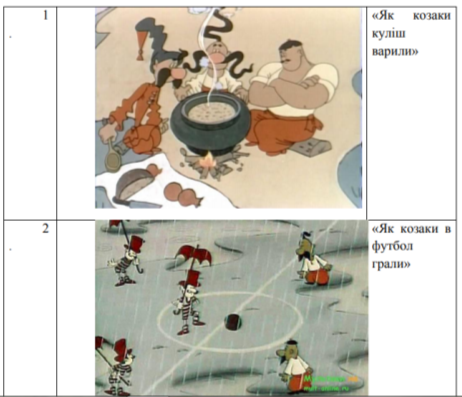 1
.
«Як козаки
куліш
варили»
2
.
«Як козаки в
футбол
грали»